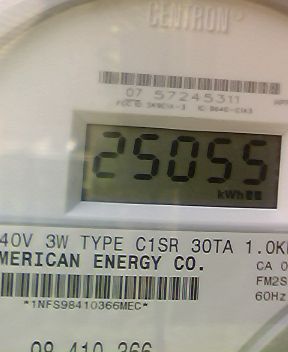 CENTRON®
07 57245311
25055
kWh
40V 3W TYPE C1SR 30TA 1.0K
MERICAN ENERGY CO.
CA 0
FM2S
60Hz
*1NFS98410366MEC*
98 410 366